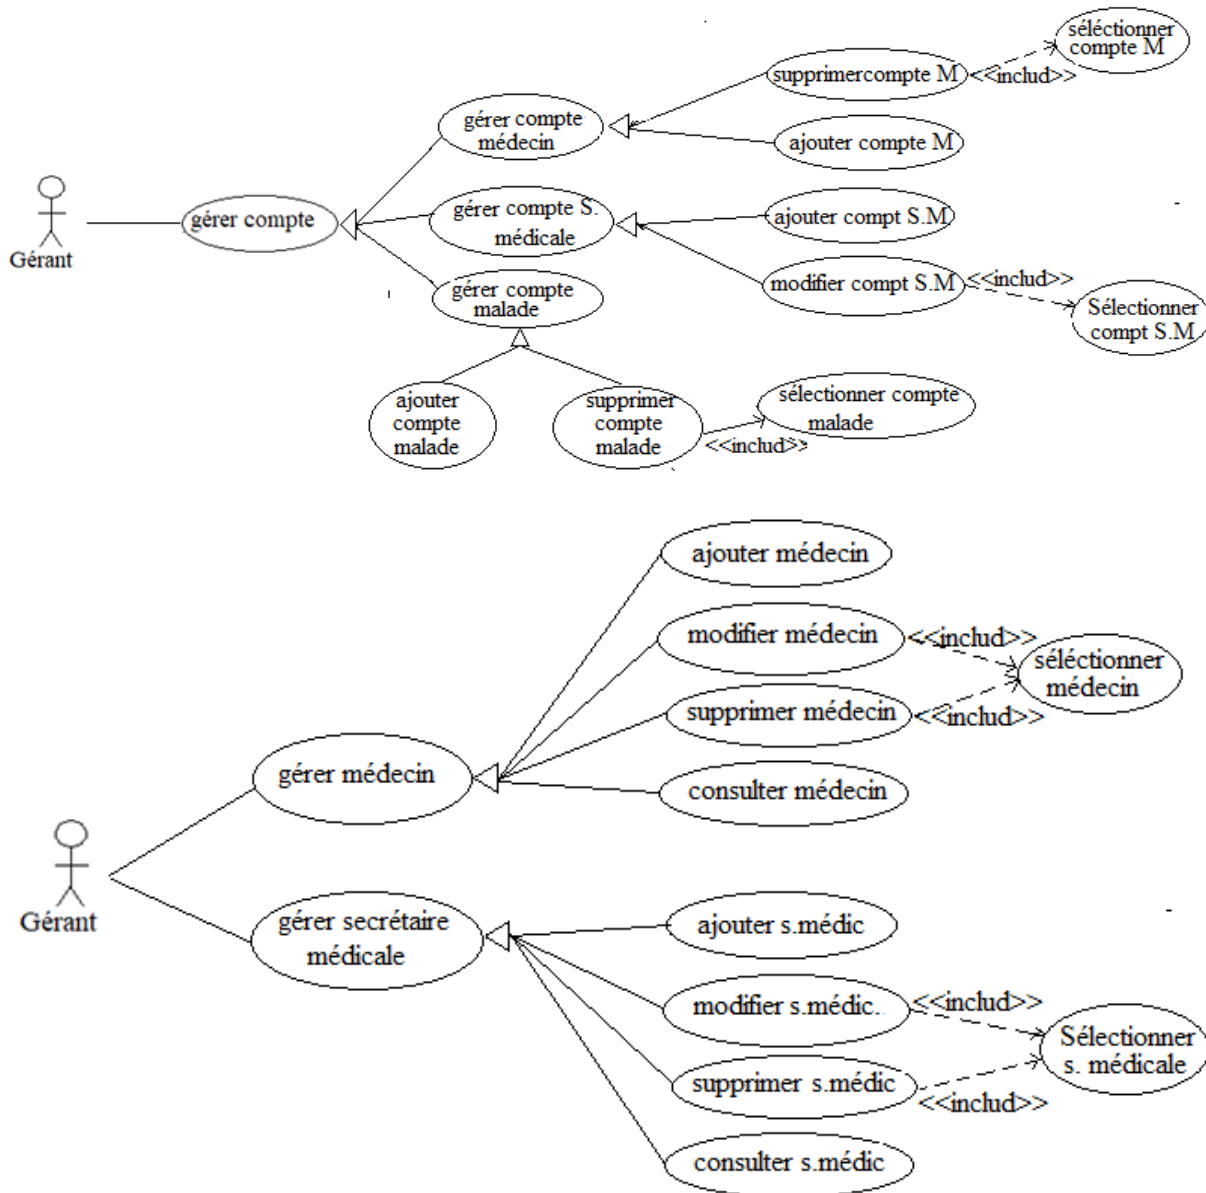 séléctionner
compte M
supprimercompte M
<<includ>>
gérer compte
médecin
ajouter compte M
gérer compte
Gérant
gérer compte S.
médicale
ajouter compt S.M
modifier compt S.M
<<includ>>
Sélectionner
compt S.M
gérer compte
malade
ajouter
compte
malade
supprimer
compte
malade
<<includ>>
sélectionner compte
malade
ajouter médecin
modifier médecin
<<includ>>
séléctionner
médecin
supprimer médecin
<<includ>>
gérer médecin
consulter médecin
Gérant
gérer secrétaire
médicale
ajouter s.médic
modifier s.médic..
<<includ>>
Sélectionner
s. médicale
supprimer s.médic
<<includ>>
consulter s.médic